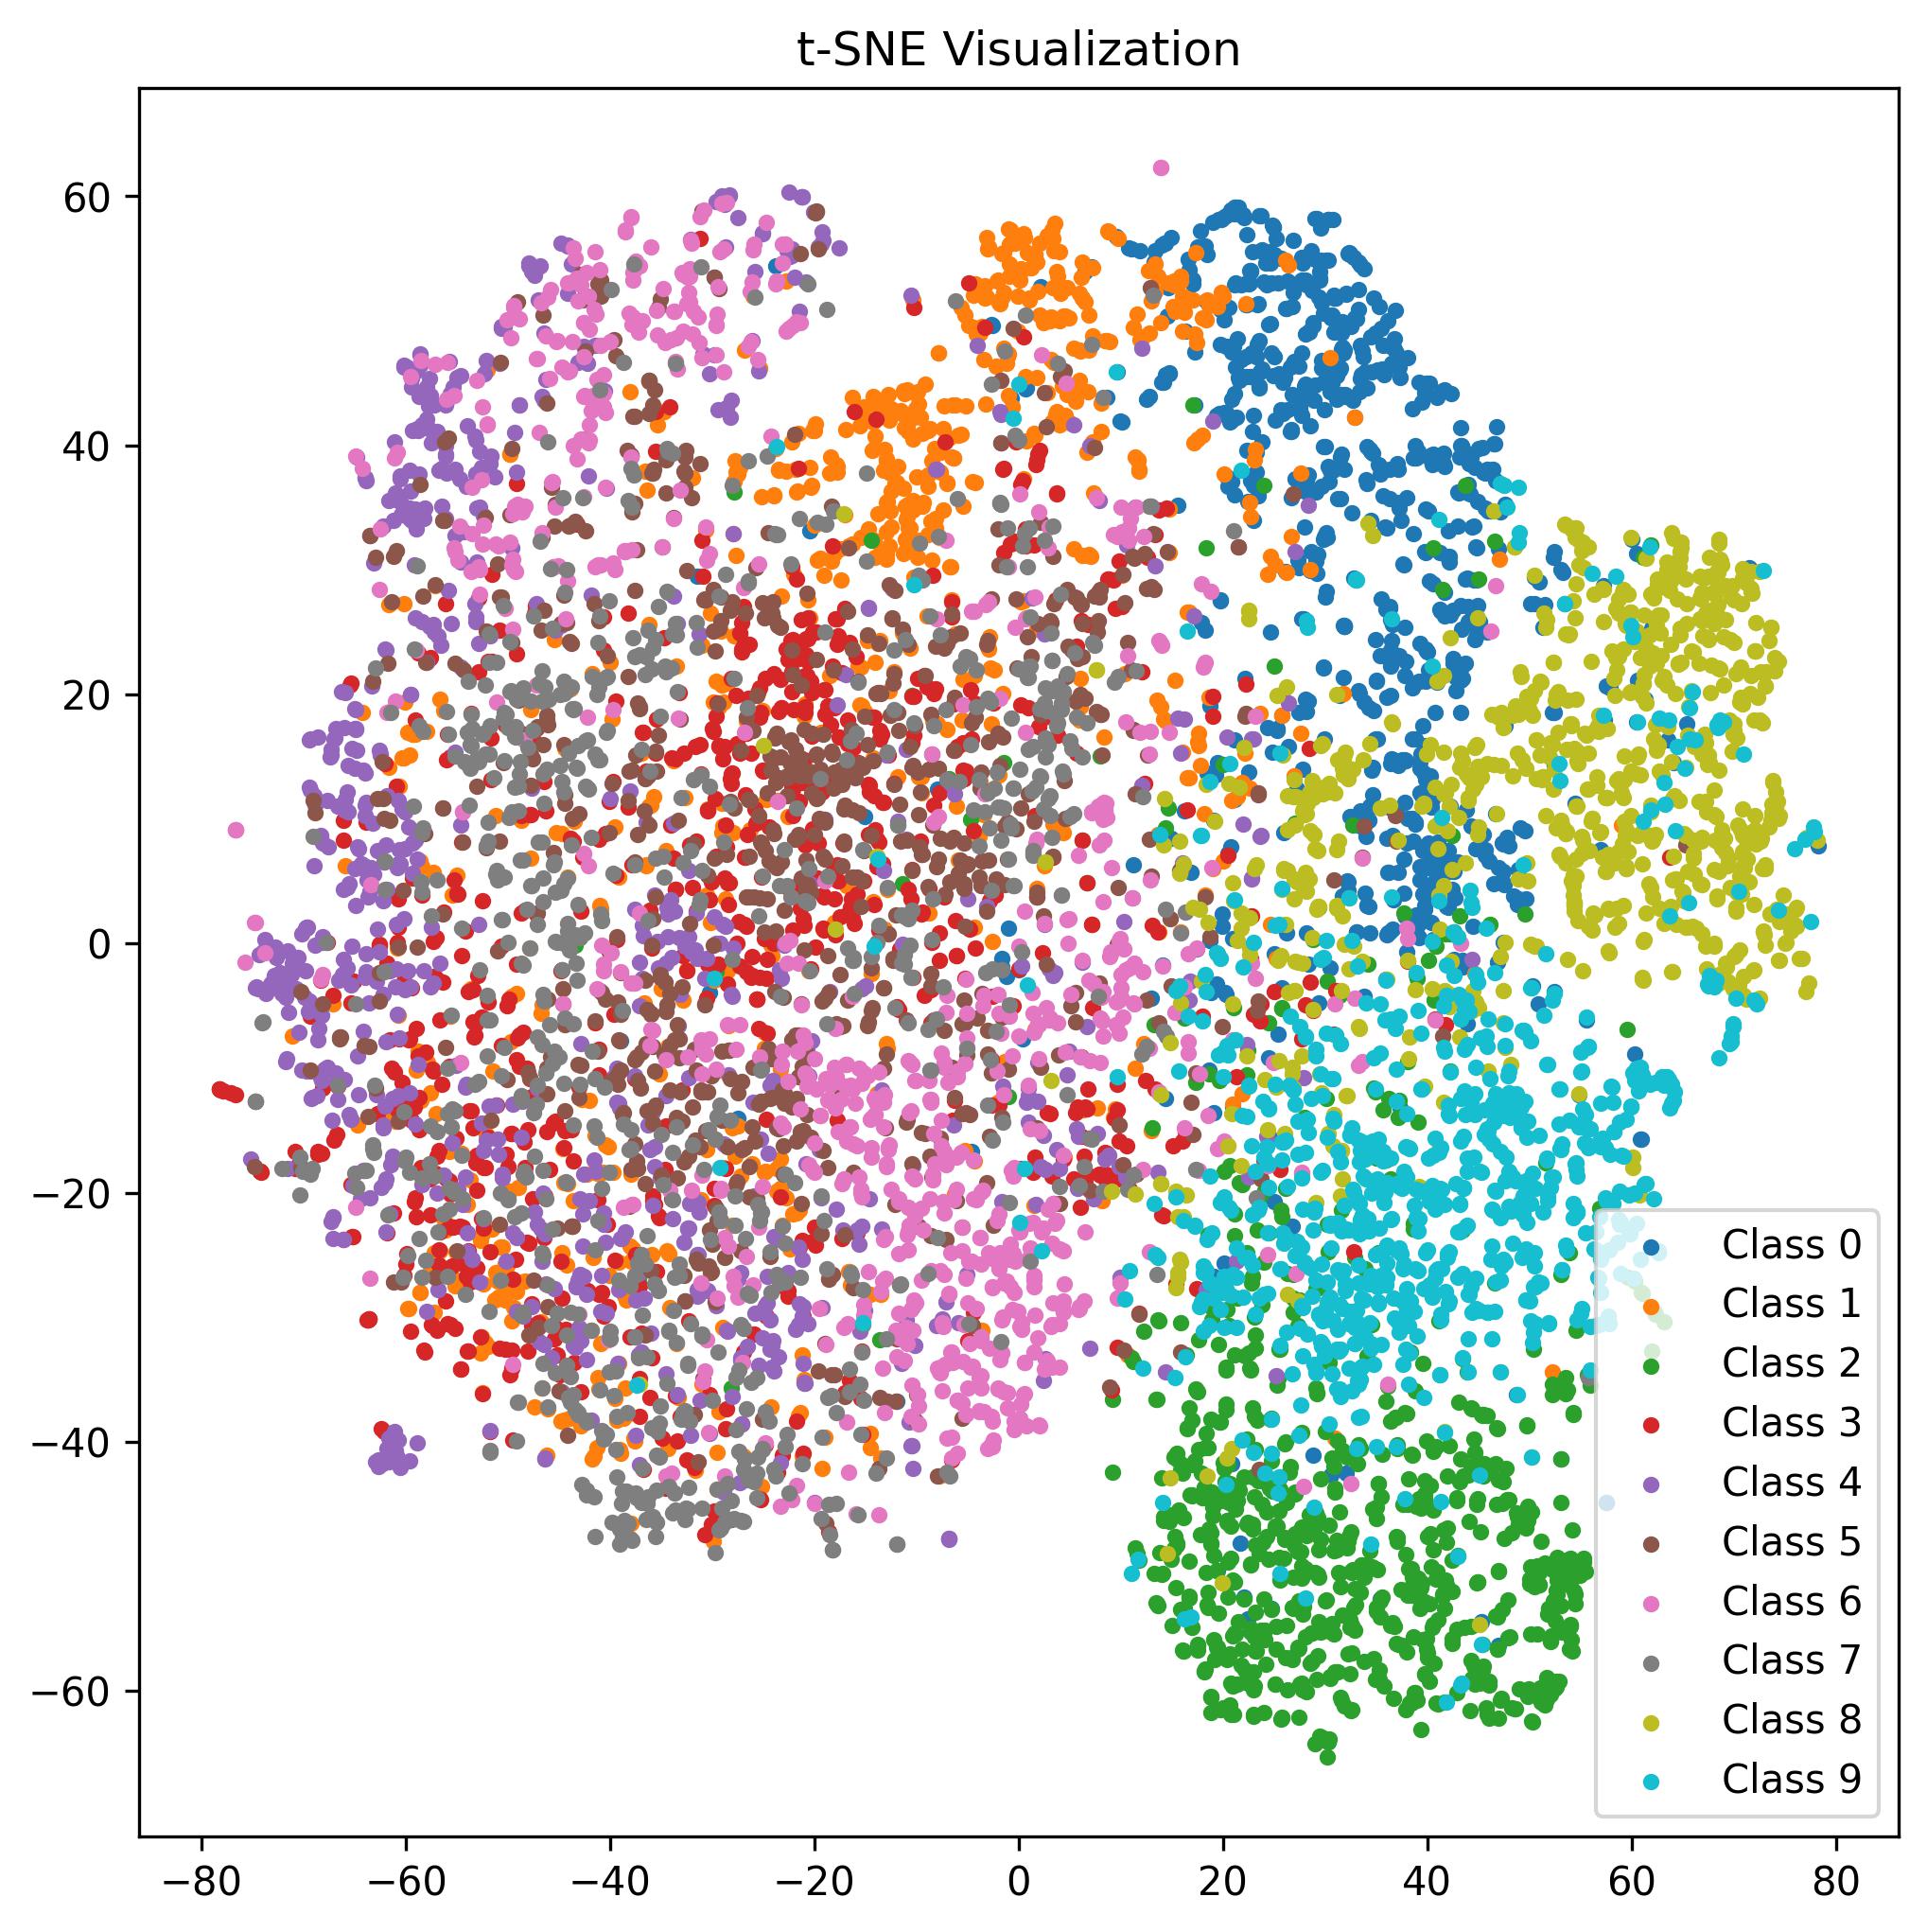 t-SNE Visualization
60
40
20
0
−20
−40
−60
−80
−60
−40
−20
0
20
40
60
80
Class 0
Class 1
Class 2
Class 3
Class 4
Class 5
Class 6
Class 7
Class 8
Class 9